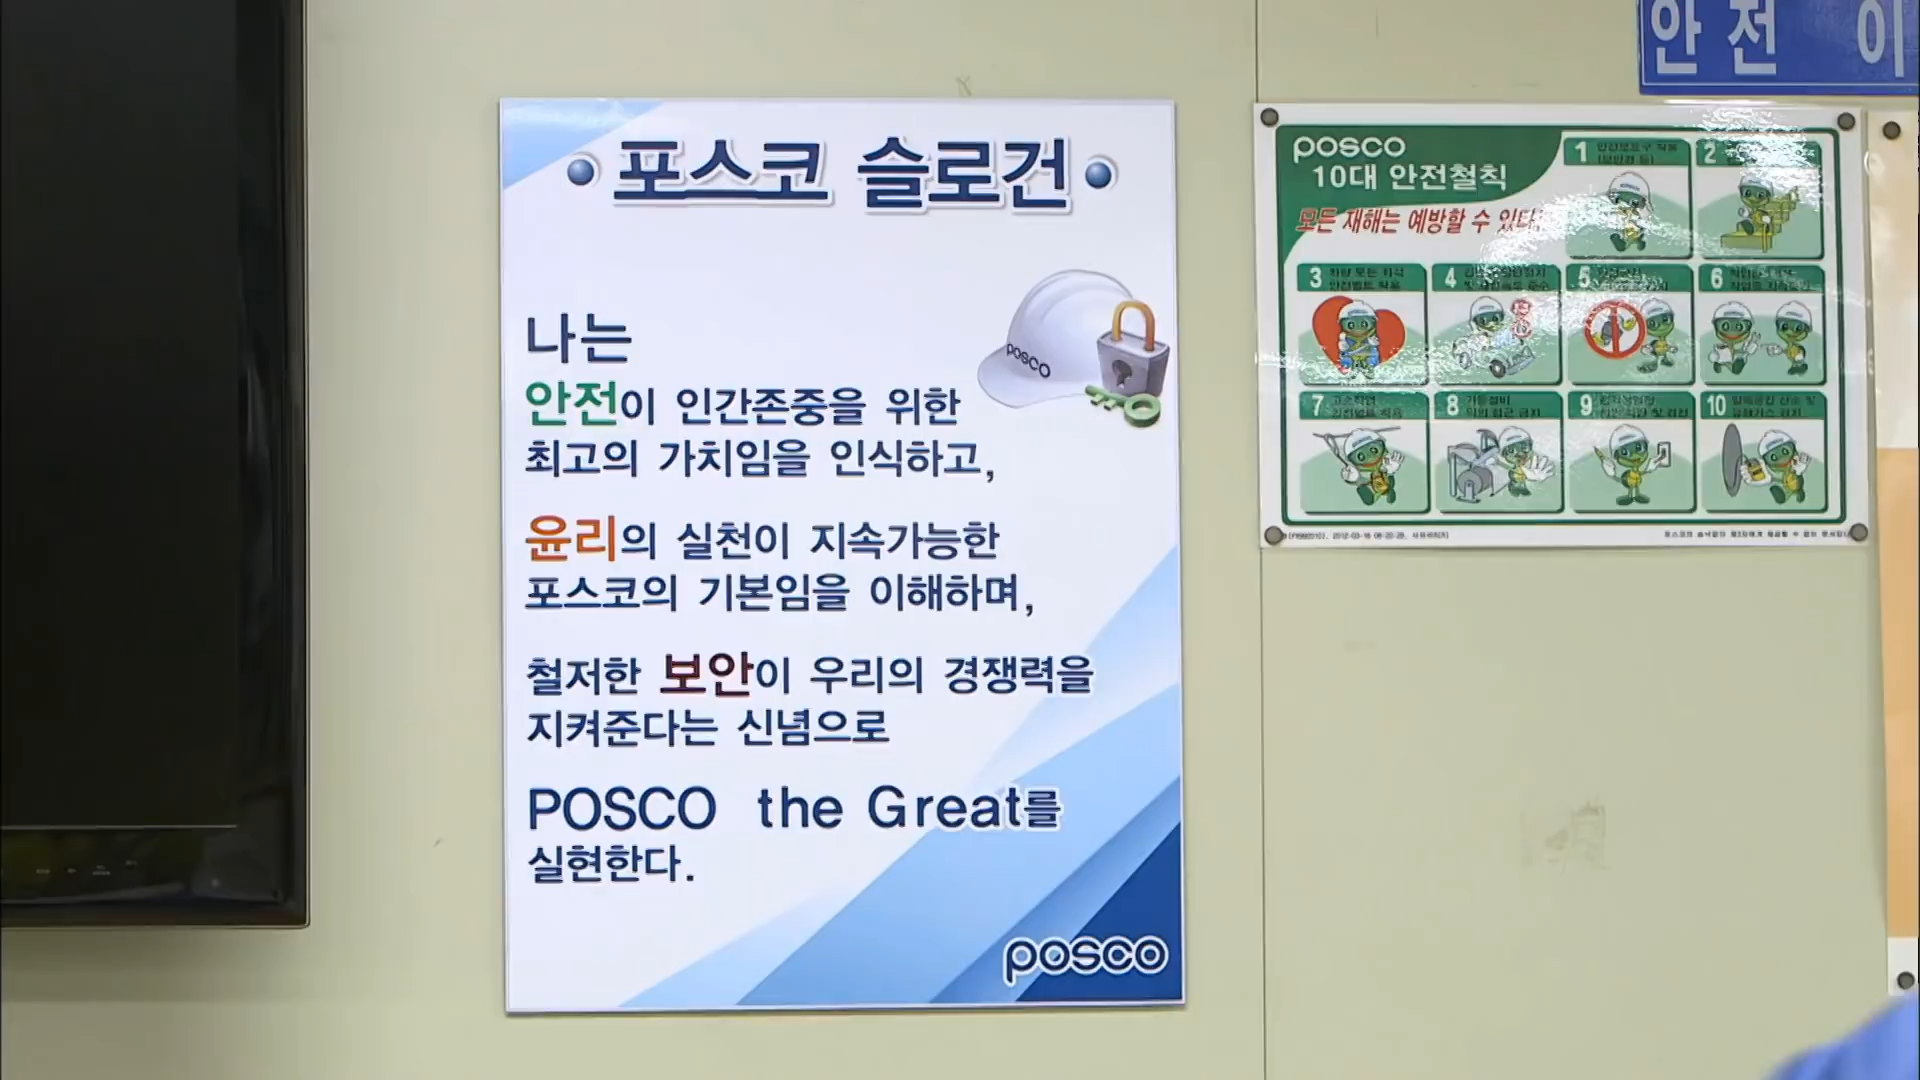 포스코 슬로건
나는
안전이 인간존중을 위한
최고의 가치임을 인식하고,
윤리의 실천이 지속가능한
포스코의 기본임을 이해하며,
철저한 보안이 우리의 경쟁력을
지켜준다는 신념으로
POSCO the Great를
실현한다.
posco
posco
posco
10대 안전철칙
모든 재해는 예방할 수 있다!
1
2
3
안전벨트 착용
4
5
6
7
8
9
10
안전 이